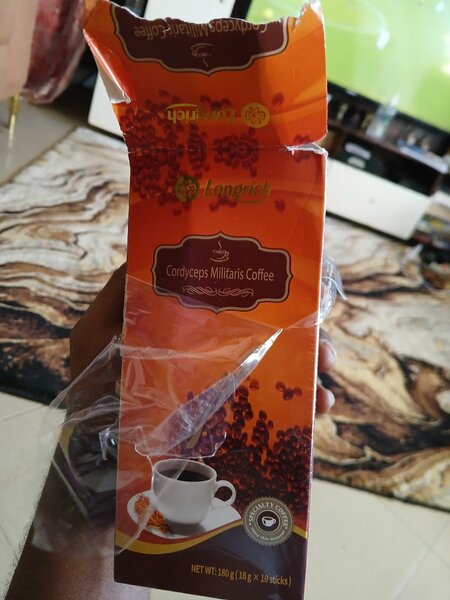 Cordyceps Militaris Coffee
Longrich
Longrich
Cordyceps Militaris Coffee
SPECIALTY COFFEE
NET WT: 180 g ( 18 g × 10 sticks )